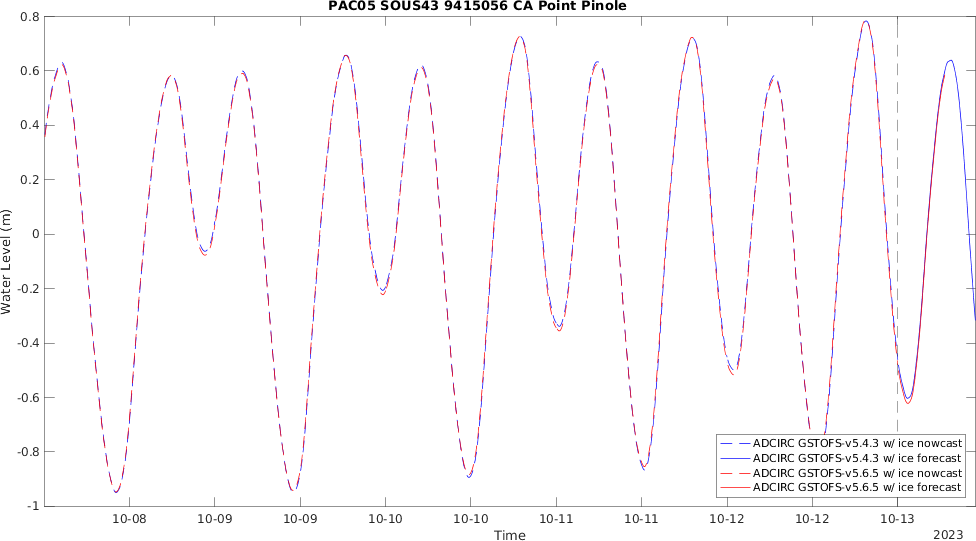 PAC05 SOUS43 9415056 CA Point Pinole
0.8
0.6
0.4
0.2
0
-0.2
-0.4
-0.6
-0.8
-1
Water Level (m)
ADCIRC GSTOFS-v5.4.3 w/ ice nowcast
ADCIRC GSTOFS-v5.4.3 w/ ice forecast
ADCIRC GSTOFS-v5.6.5 w/ ice nowcast
ADCIRC GSTOFS-v5.6.5 w/ ice forecast
10-08 10-09 10-09 10-10 10-10 10-11 10-11 10-12 10-12 10-13
Time
2023